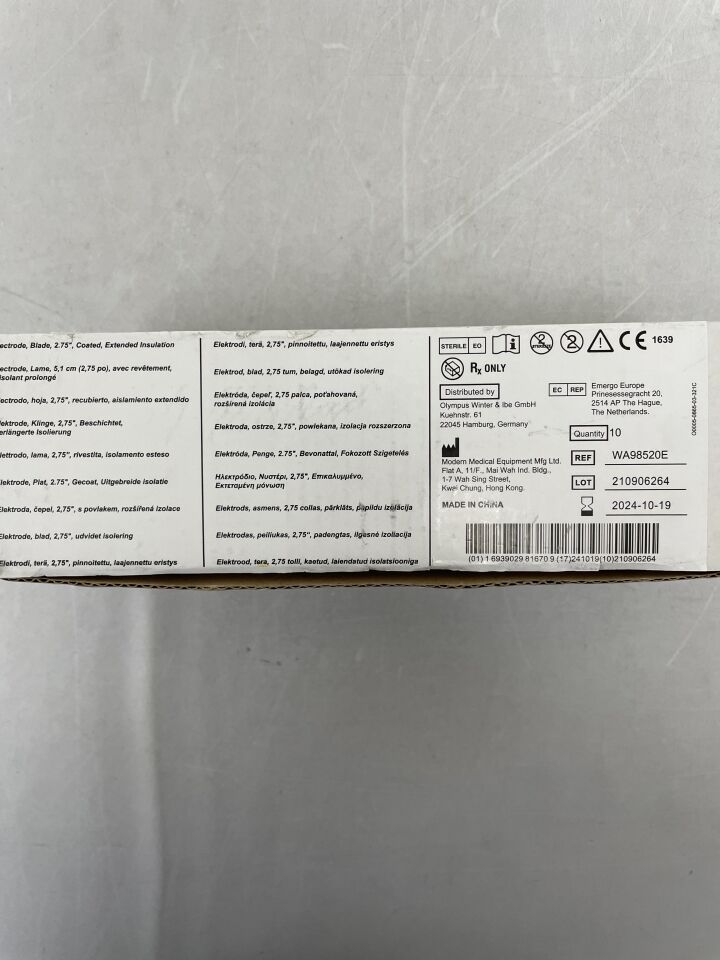 ectrode, Blade, 2.75", Coated, Extended Insulation
ectrode, Lame, 5,1 cm (2,75 po), avec revêtement,
isolant prolongé
ectrodo, hoja, 2,75", recubierto, aislamiento extendido
ektrode, Klinge, 2,75", Beschichtet,
erlängerte Isolierung
ettrodo, lama, 2,75", rivestita, isolamento esteso
lektrode, Plat, 2.75", Gecoat, Uitgebreide isolatie
lektroda, čepel, 2,75", s povlakem, rozšířená izolace
lektrode, blad, 2,75", udvidet isolering
lektrodi, terä, 2,75", pinnoitettu, laajennettu eristys
Elektrodi, terä, 2,75", pinnoitettu, laajennettu eristys
Elektrod, blad, 2,75 tum, belagd, utökad isolering
Elektróda, čepeľ, 2,75 palca, poťahovaná,
rozšírená izolácia
Elektroda, ostrze, 2,75", powlekana, izolacja rozszerzona
Elektróda, Penge, 2.75", Bevonattal, Fokozott Szigetelés
Ηλεκτρόδιο, Νυστέρι, 2,75", Επικαλυμμένο,
Εκτεταμένη μόνωση
Elektrods, asmens, 2,75 collas, pārklāts, papildu izolācija
Elektrodas, peiliukas, 2,75", padengtas, ilgesnė izoliacija
Elektrood, tera, 2,75 tolli, kaetud, laiendatud isolatsiooniga
STERILE EO
2
STERILIZE
2
CE 1639
Rx ONLY
Distributed by
Olympus Winter & Ibe GmbH
Kuehnstr. 61
22045 Hamburg, Germany
Modern Medical Equipment Mfg Ltd.
Flat A, 11/F., Mai Wah Ind. Bldg.,
1-7 Wah Sing Street,
Kwai Chung, Hong Kong.
MADE IN CHINA
EC REP
Emergo Europe
Prinesessegracht 20,
2514 AP The Hague,
The Netherlands.
Quantity 10
REF WA98520E
LOT 210906264
2024-10-19
(01) 1 6939029 81670 9 (17)241019 (10)210906264